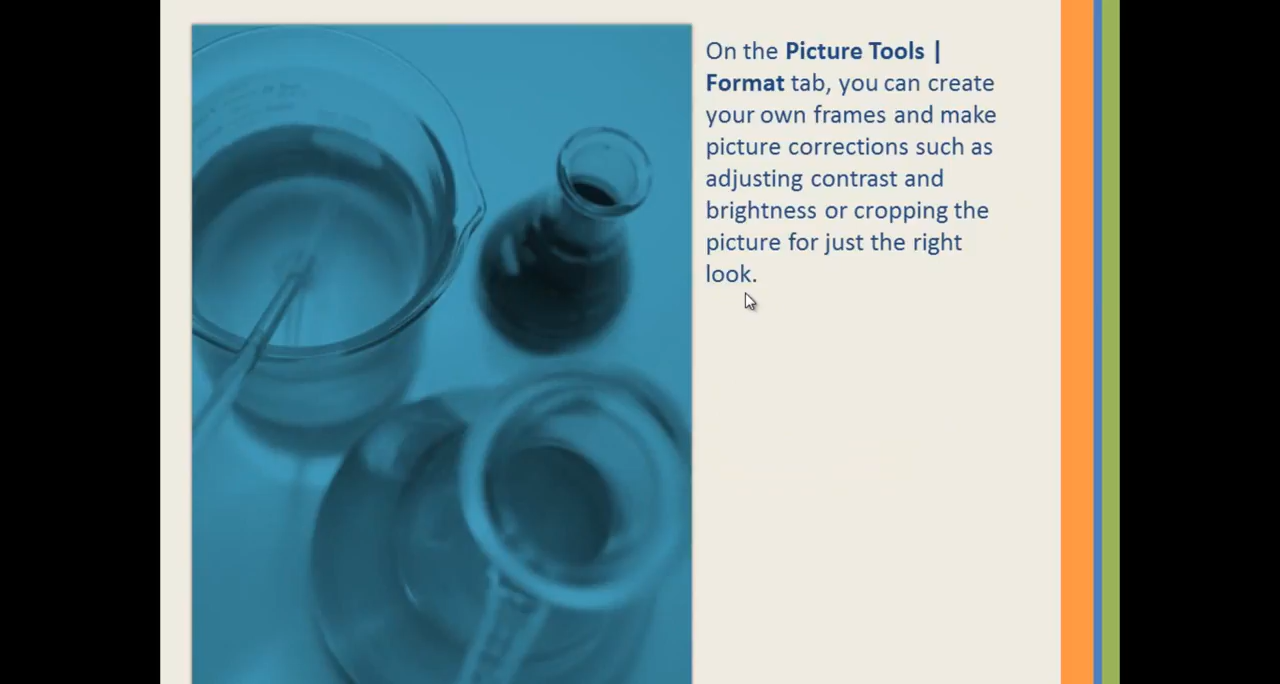 On the Picture Tools |
Format tab, you can create
your own frames and make
picture corrections such as
adjusting contrast and
brightness or cropping the
picture for just the right
look.